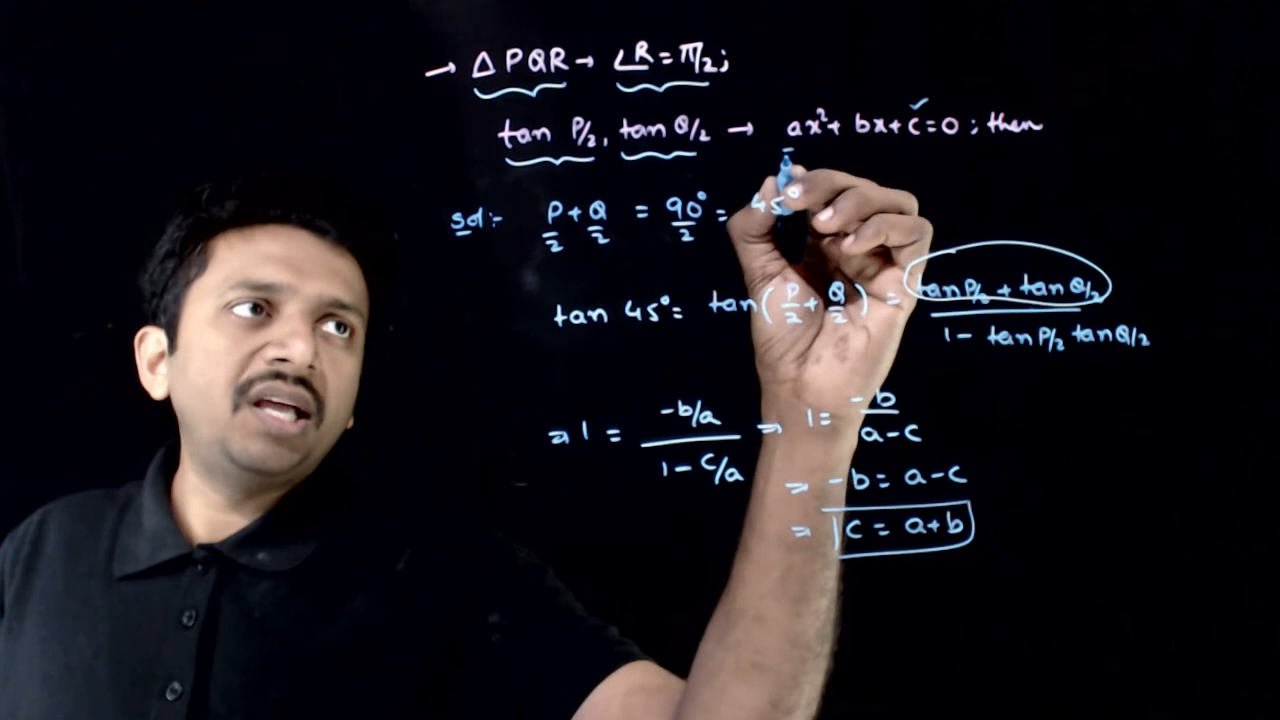 → △ PQR → ∠R = π/2 ;
tan P/2, tan Q/2 → ax² + bx + c = 0 ; then
Sol:- P/2 + Q/2 = 90°/2 = 45°
tan 45° = tan(P/2 + Q/2) = (tan P/2 + tan Q/2)/(1 - tan P/2 tan Q/2)
⇒ 1 = (-b/a)/(1 - c/a) ⇒ 1 = -b/(a-c)
⇒ -b = a-c
⇒ c = a+b